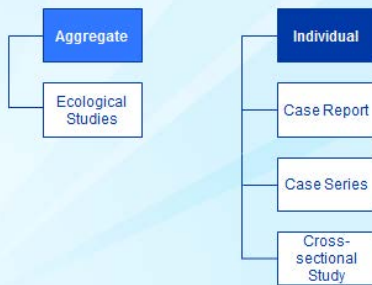 Aggregate
Ecological
Studies
Individual
Case Report
Case Series
Cross-
sectional
Study